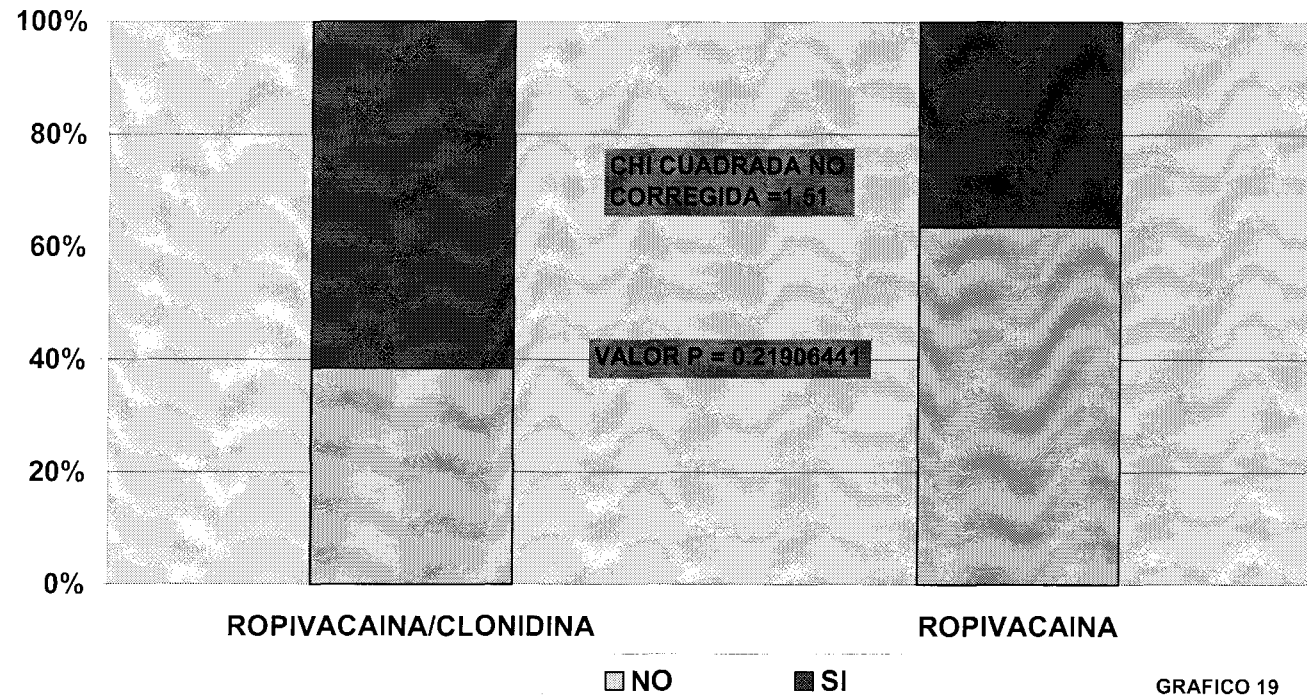 100%
80%
60%
40%
20%
0%
CHI CUADRADA NO
CORREGIDA =1.51
VALOR P = 0.21906441
ROPIVACAINA/CLONIDINA
ROPIVACAINA
NO
SI
GRAFICO 19